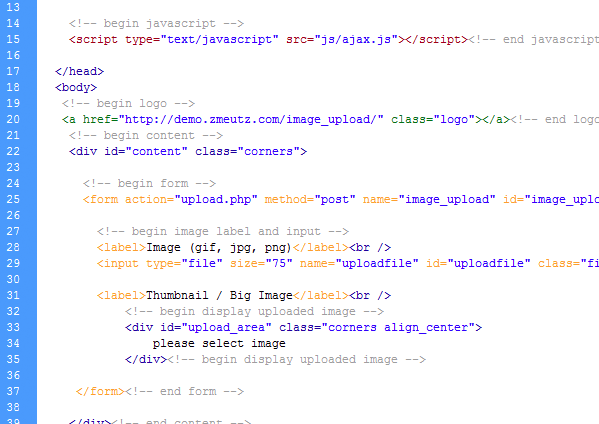 13
14 <!-- begin javascript -->
15 <script type="text/javascript" src="js/ajax.js"></script><!-- end javascript
16
17 </head>
18 <body>
19 <!-- begin logo -->
20 <a href="http://demo.zmeutz.com/image_upload/" class="logo"></a><!-- end logo
21 <!-- begin content -->
22 <div id="content" class="corners">
23
24 <!-- begin form -->
25 <form action="upload.php" method="post" name="image_upload" id="image_uplo
26
27 <!-- begin image label and input -->
28 <label>Image (gif, jpg, png)</label><br />
29 <input type="file" size="75" name="uploadfile" id="uploadfile" class="fi
30
31 <label>Thumbnail / Big Image</label><br />
32 <!-- begin display uploaded image -->
33 <div id="upload_area" class="corners align_center">
34 please select image
35 </div><!-- begin display uploaded image -->
36
37 </form><!-- end form -->
38
39 </div><!-- end content -->